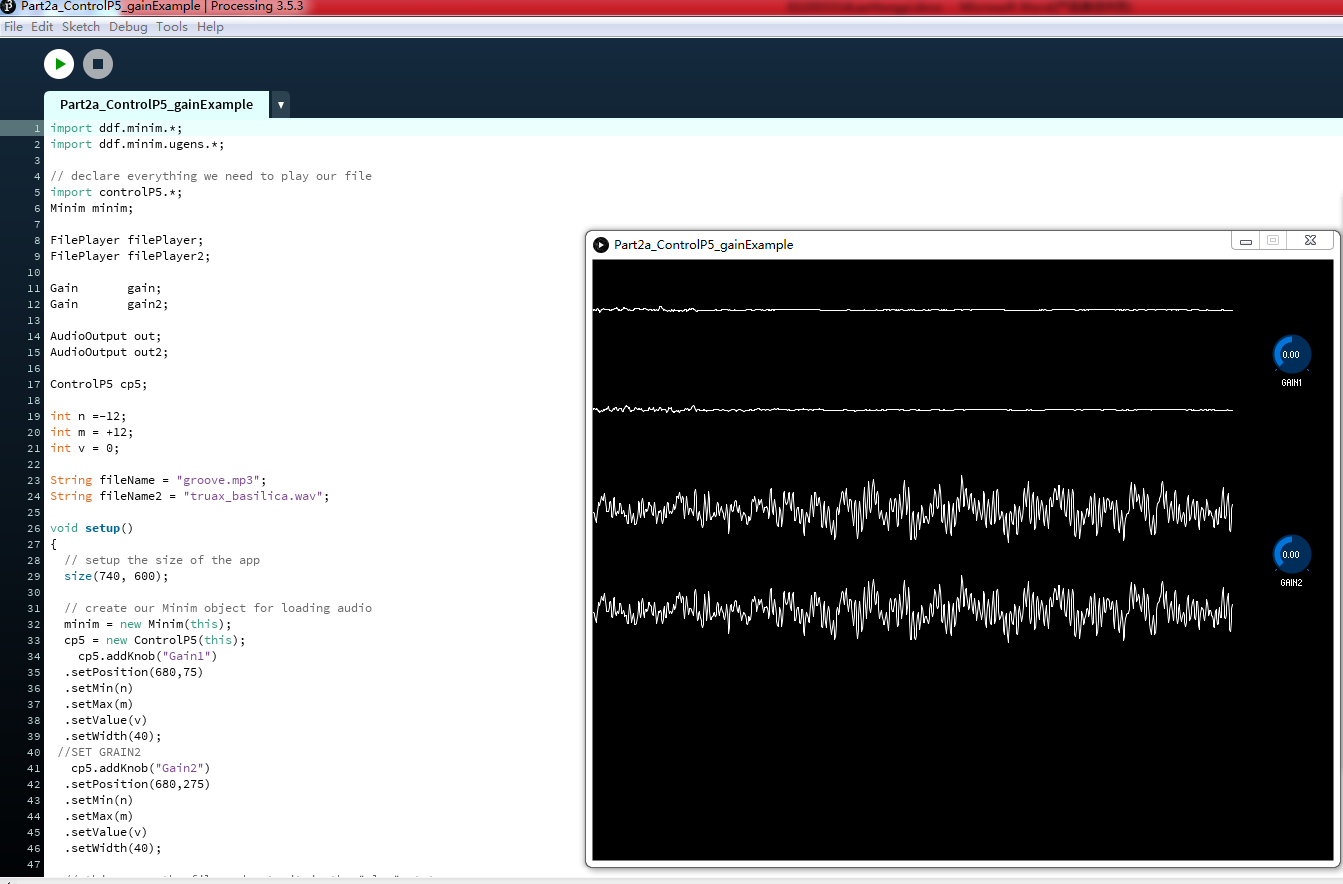 Part2a_ControlP5_gainExample | Processing 3.5.3
File Edit Sketch Debug Tools Help
Part2a_ControlP5_gainExample ▼
1 import ddf.minim.*;
2 import ddf.minim.ugens.*;
3
4 // declare everything we need to play our file
5 import controlP5.*;
6 Minim minim;
7
8 FilePlayer filePlayer;
9 FilePlayer filePlayer2;
10
11 Gain       gain;
12 Gain       gain2;
13
14 AudioOutput out;
15 AudioOutput out2;
16
17 ControlP5 cp5;
18
19 int n =-12;
20 int m = +12;
21 int v = 0;
22
23 String fileName = "groove.mp3";
24 String fileName2 = "truax_basilica.wav";
25
26 void setup()
27 {
28   // setup the size of the app
29   size(740, 600);
30
31   // create our Minim object for loading audio
32   minim = new Minim(this);
33   cp5 = new ControlP5(this);
34     cp5.addKnob("Gain1")
35   .setPosition(680,75)
36   .setMin(n)
37   .setMax(m)
38   .setValue(v)
39   .setWidth(40);
40  //SET GRAIN2
41    cp5.addKnob("Gain2")
42   .setPosition(680,275)
43   .setMin(n)
44   .setMax(m)
45   .setValue(v)
46   .setWidth(40);
47
Part2a_ControlP5_gainExample
0.00
GAIN1
0.00
GAIN2